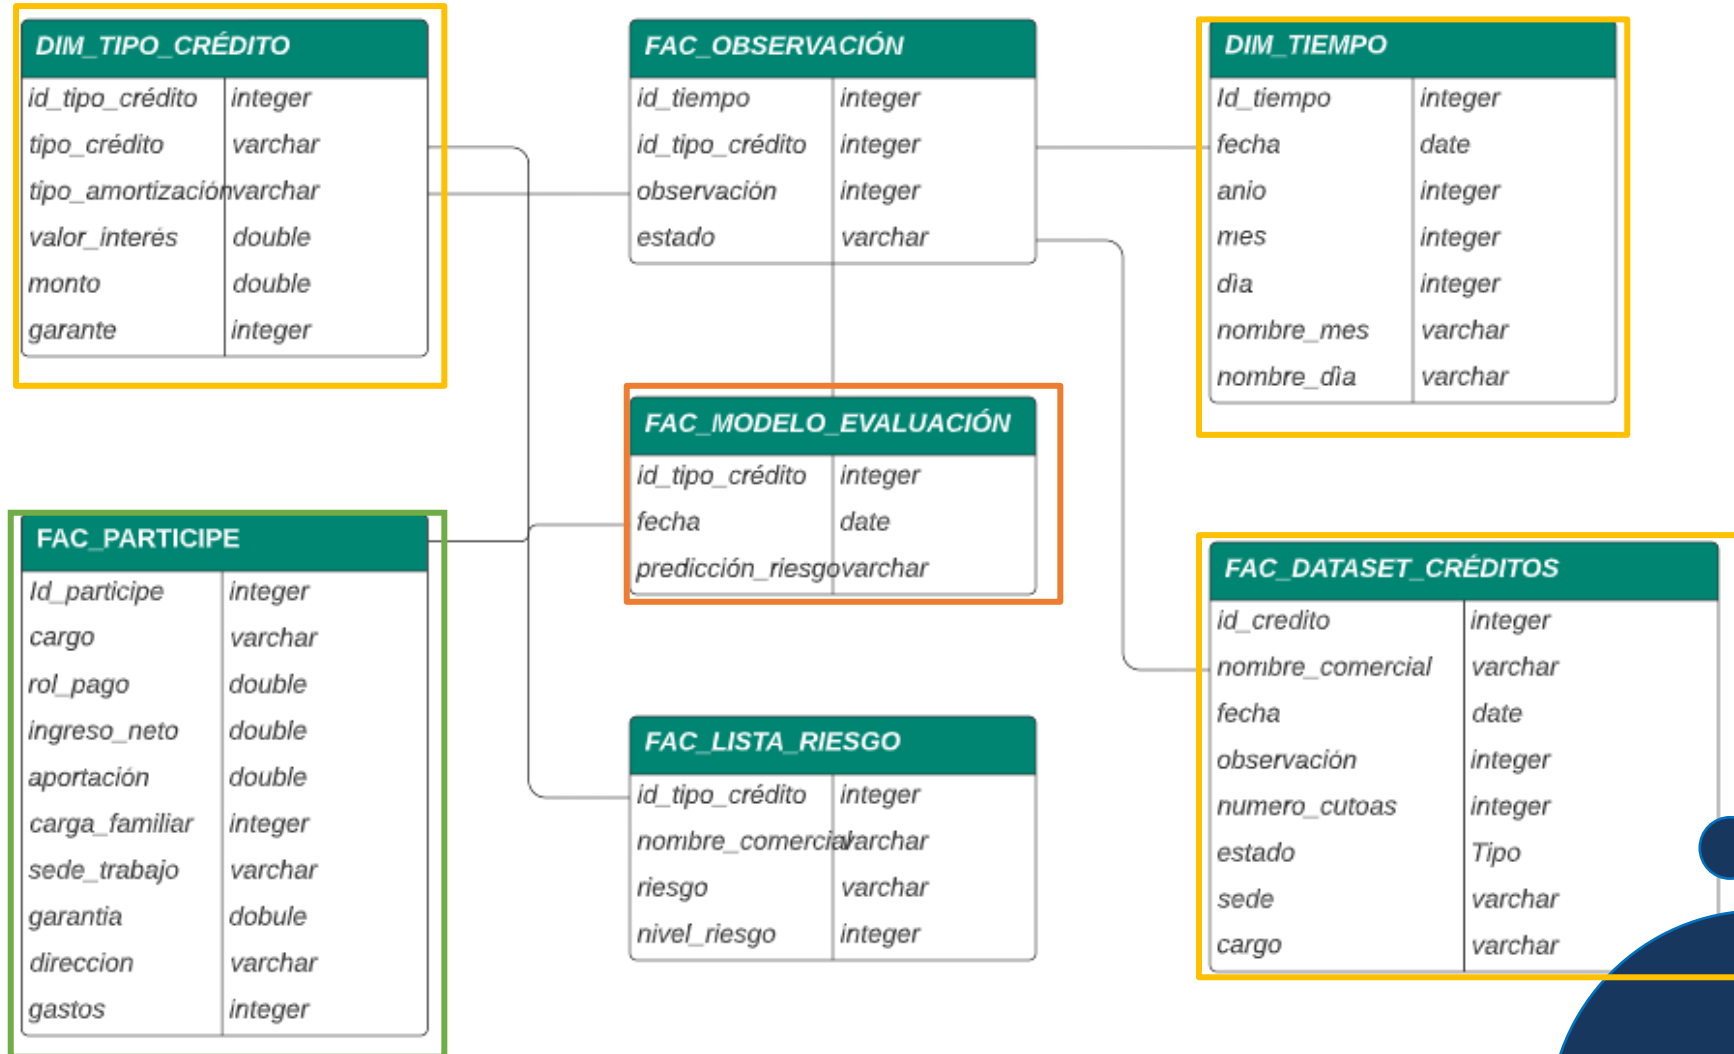 DIM_TIPO_CRÉDITO
id_tipo_crédito integer
tipo_crédito varchar
tipo_amortización varchar
valor_interés double
monto double
garante integer
FAC_OBSERVACIÓN
id_tiempo integer
id_tipo_crédito integer
observación integer
estado varchar
DIM_TIEMPO
Id_tiempo integer
fecha date
anio integer
mes integer
dìa integer
nombre_mes varchar
nombre_dìa varchar
FAC_MODELO_EVALUACIÓN
id_tipo_crédito integer
fecha date
predicción_riesgo varchar
FAC_PARTICIPE
Id_participe integer
cargo varchar
rol_pago double
ingreso_neto double
aportación double
carga_familiar integer
sede_trabajo varchar
garantia dobule
direccion varchar
gastos integer
FAC_LISTA_RIESGO
id_tipo_crédito integer
nombre_comercial varchar
riesgo varchar
nivel_riesgo integer
FAC_DATASET_CRÉDITOS
id_credito integer
nombre_comercial varchar
fecha date
observación integer
numero_cutoas integer
estado Tipo
sede varchar
cargo varchar